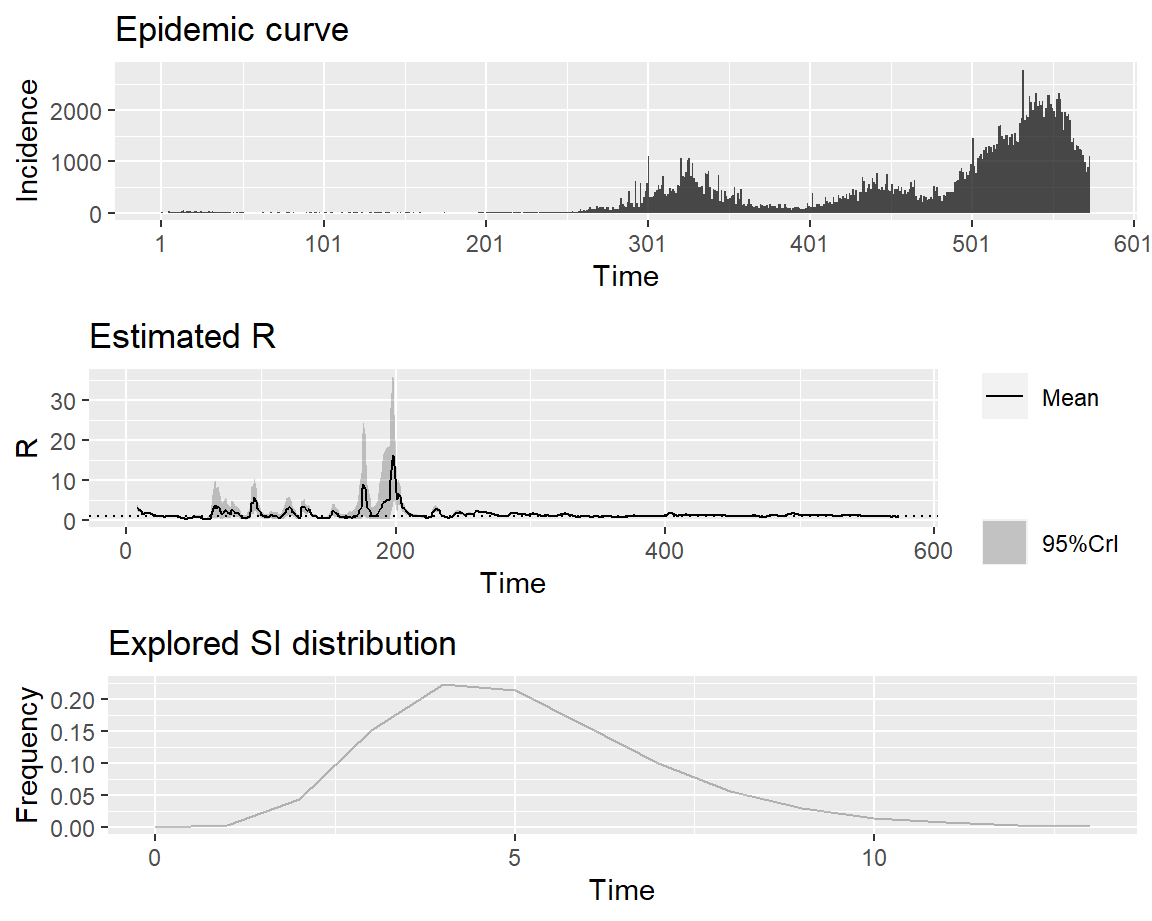 Epidemic curve
Incidence
2000
1000
0
1 101 201 301 401 501 601
Time
Estimated R
R
30
20
10
0
0 200 400 600
Time
Mean
95%CrI
Explored SI distribution
Frequency
0.20
0.15
0.10
0.05
0.00
0 5 10
Time